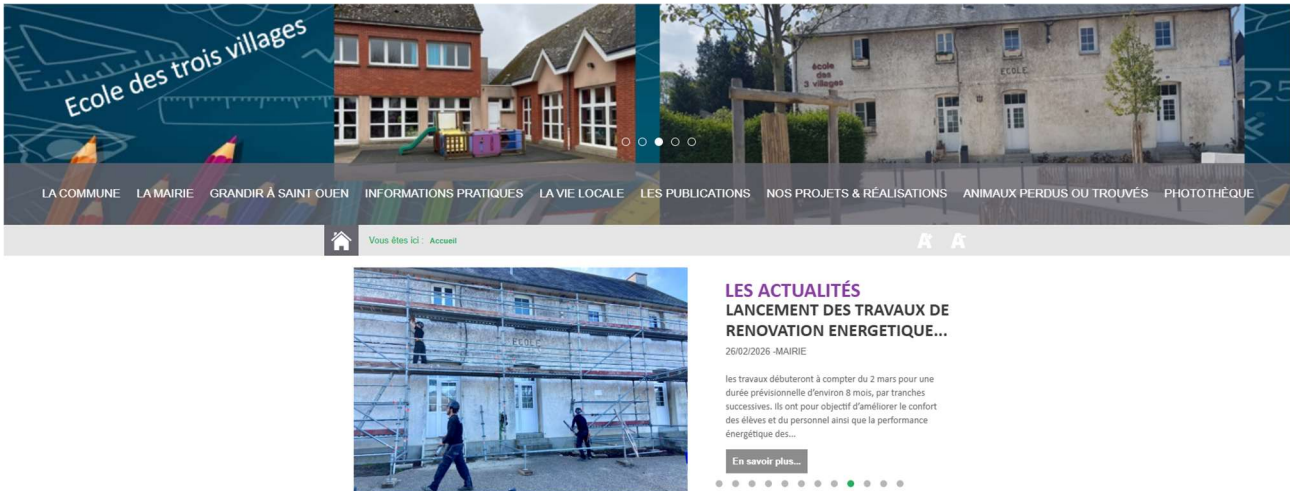 Ecole des trois villages
école
des
3 villages
ECOLE
25
LA COMMUNE LA MAIRIE GRANDIR À SAINT OUEN INFORMATIONS PRATIQUES LA VIE LOCALE LES PUBLICATIONS NOS PROJETS & RÉALISATIONS ANIMAUX PERDUS OU TROUVÉS PHOTOTHÈQUE
Vous êtes ici : Accueil
A+ A-
ECOLE
LES ACTUALITÉS
LANCEMENT DES TRAVAUX DE
RENOVATION ENERGETIQUE...
26/02/2026 -MAIRIE
les travaux débuteront à compter du 2 mars pour une
durée prévisionnelle d'environ 8 mois, par tranches
successives. Ils ont pour objectif d'améliorer le confort
des élèves et du personnel ainsi que la performance
énergétique des...
En savoir plus...